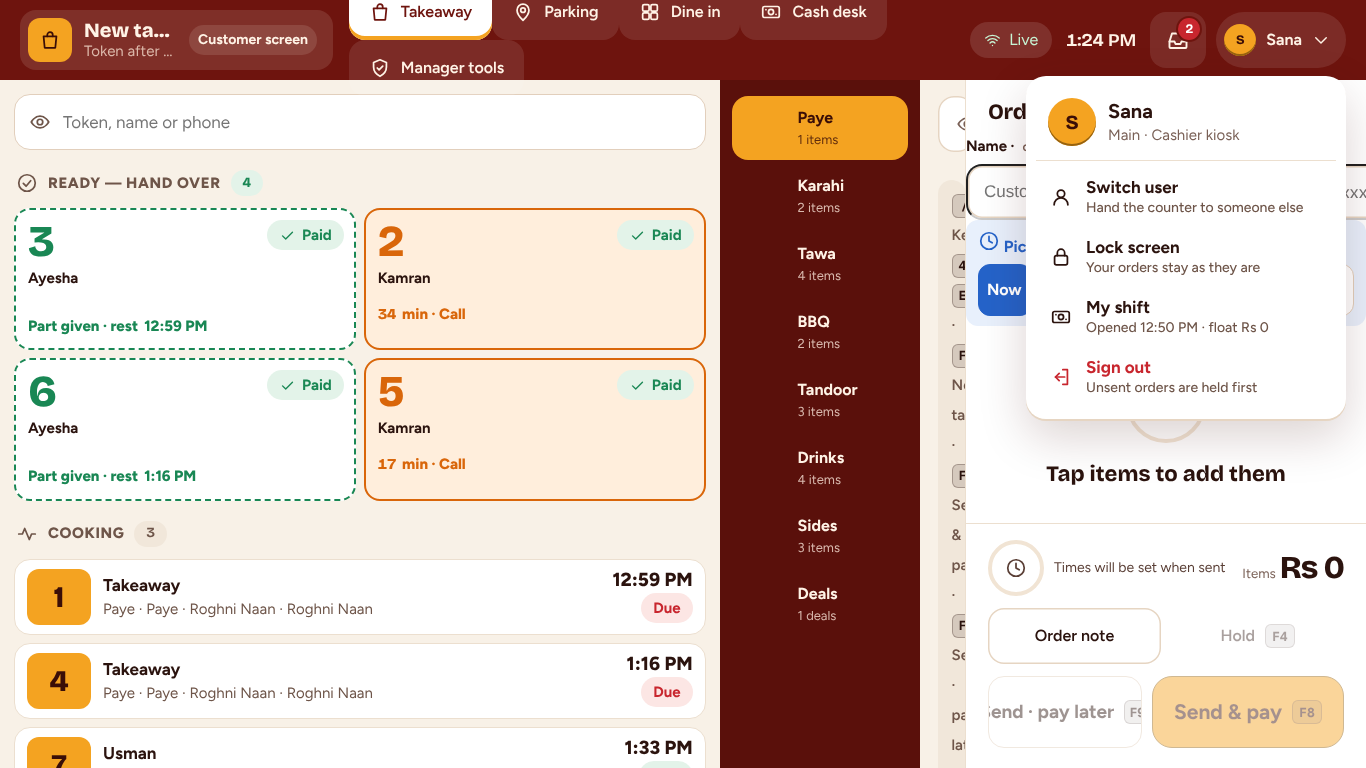 New ta...
Token after ...
Customer screen
Takeaway
Parking
Dine in
Cash desk
Manager tools
Live
1:24 PM
2
S
Sana
Token, name or phone
READY — HAND OVER 4
3
Paid
Ayesha
Part given · rest 12:59 PM
2
Paid
Kamran
34 min · Call
6
Paid
Ayesha
Part given · rest 1:16 PM
5
Paid
Kamran
17 min · Call
COOKING 3
1
Takeaway
Paye · Paye · Roghni Naan · Roghni Naan
12:59 PM
Due
4
Takeaway
Paye · Paye · Roghni Naan · Roghni Naan
1:16 PM
Due
Usman
1:33 PM
Paye
1 items
Karahi
2 items
Tawa
4 items
BBQ
2 items
Tandoor
3 items
Drinks
4 items
Sides
3 items
Deals
1 deals
Name ·
Now
S
Sana
Main · Cashier kiosk
Switch user
Hand the counter to someone else
Lock screen
Your orders stay as they are
My shift
Opened 12:50 PM · float Rs 0
Sign out
Unsent orders are held first
Tap items to add them
Times will be set when sent
Items Rs 0
Order note
Hold F4
Send · pay later F9
Send & pay F8